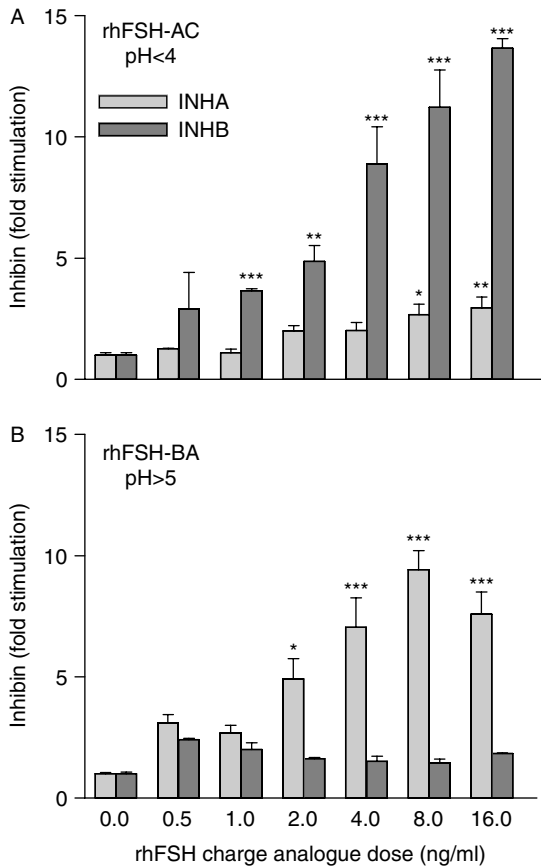 A
rhFSH-AC
pH<4
INHA
INHB
Inhibin (fold stimulation)
15
10
5
0
***
**
***
***
*
***
**
B
rhFSH-BA
pH>5
Inhibin (fold stimulation)
15
10
5
0
*
***
***
***
0.0 0.5 1.0 2.0 4.0 8.0 16.0
rhFSH charge analogue dose (ng/ml)